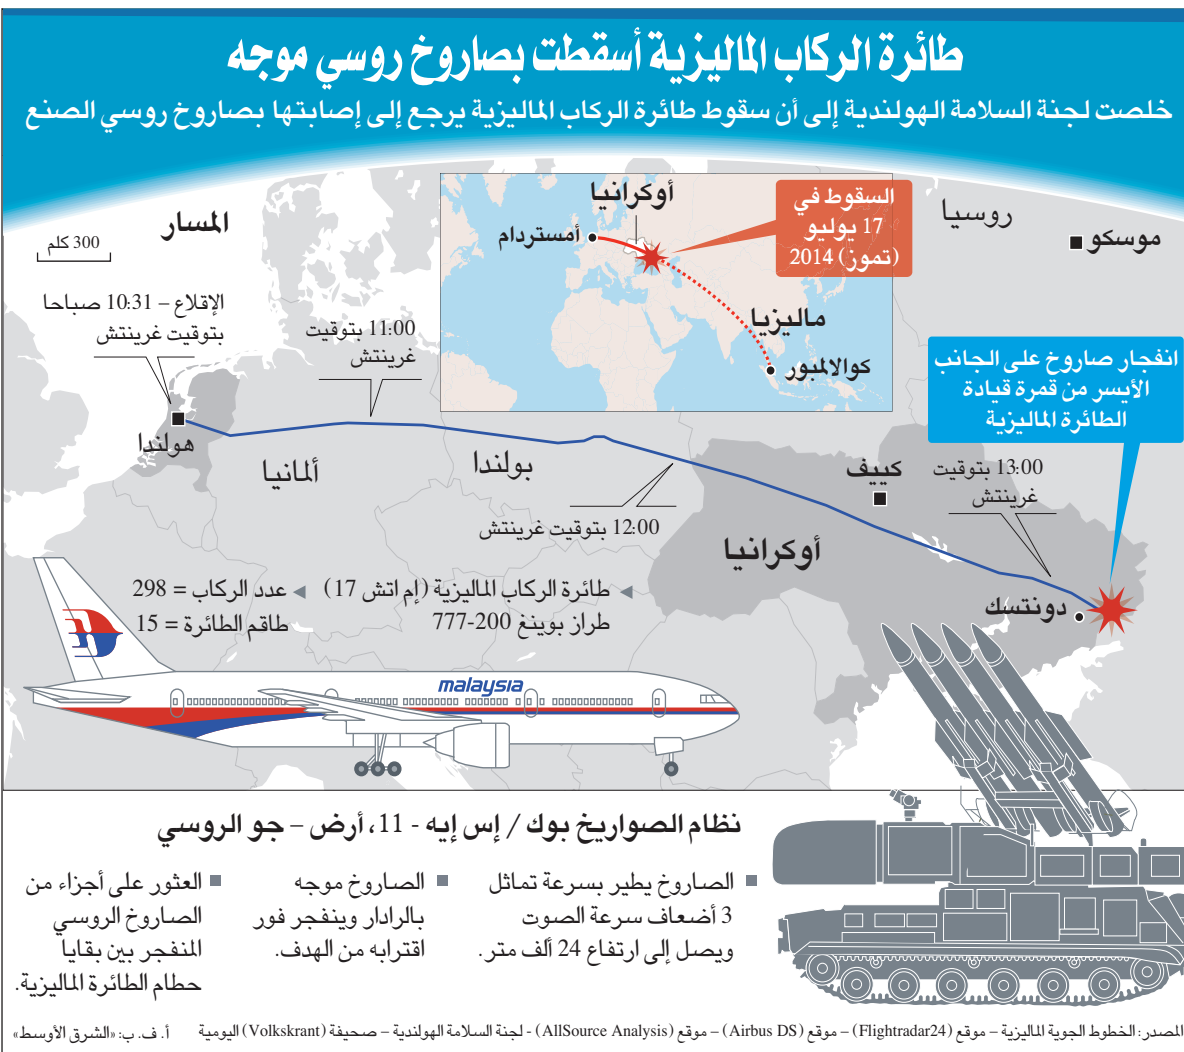 طائرة الركاب الماليزية أسقطت بصاروخ روسي موجه
خلصت لجنة السلامة الهولندية إلى أن سقوط طائرة الركاب الماليزية يرجع إلى إصابتها بصاروخ روسي الصنع
المسار
300 كلم
أوكرانيا
أمستردام
السقوط في
17 يوليو
(تموز) 2014
ماليزيا
كوالالمبور
روسيا
موسكو
الإقلاع – 10:31 صباحا
بتوقيت غرينتش
11:00 بتوقيت
غرينتش
انفجار صاروخ على الجانب
الأيسر من قمرة قيادة
الطائرة الماليزية
هولندا
ألمانيا
بولندا
12:00 بتوقيت غرينتش
كييف
13:00 بتوقيت
غرينتش
أوكرانيا
دونتسك
طائرة الركاب الماليزية (إم اتش 17)
طراز بوينغ 200-777
عدد الركاب = 298
طاقم الطائرة = 15
malaysia
نظام الصواريخ بوك / إس إيه - 11، أرض – جو الروسي
الصاروخ يطير بسرعة تماثل
3 أضعاف سرعة الصوت
ويصل إلى ارتفاع 24 ألف متر.
الصاروخ موجه
بالرادار وينفجر فور
اقترابه من الهدف.
العثور على أجزاء من
الصاروخ الروسي
المنفجر بين بقايا
حطام الطائرة الماليزية.
المصدر: الخطوط الجوية الماليزية – موقع (Flightradar24) – موقع (Airbus DS) – موقع (AllSource Analysis) - لجنة السلامة الهولندية – صحيفة (Volkskrant) اليومية
أ. ف. ب: «الشرق الأوسط»